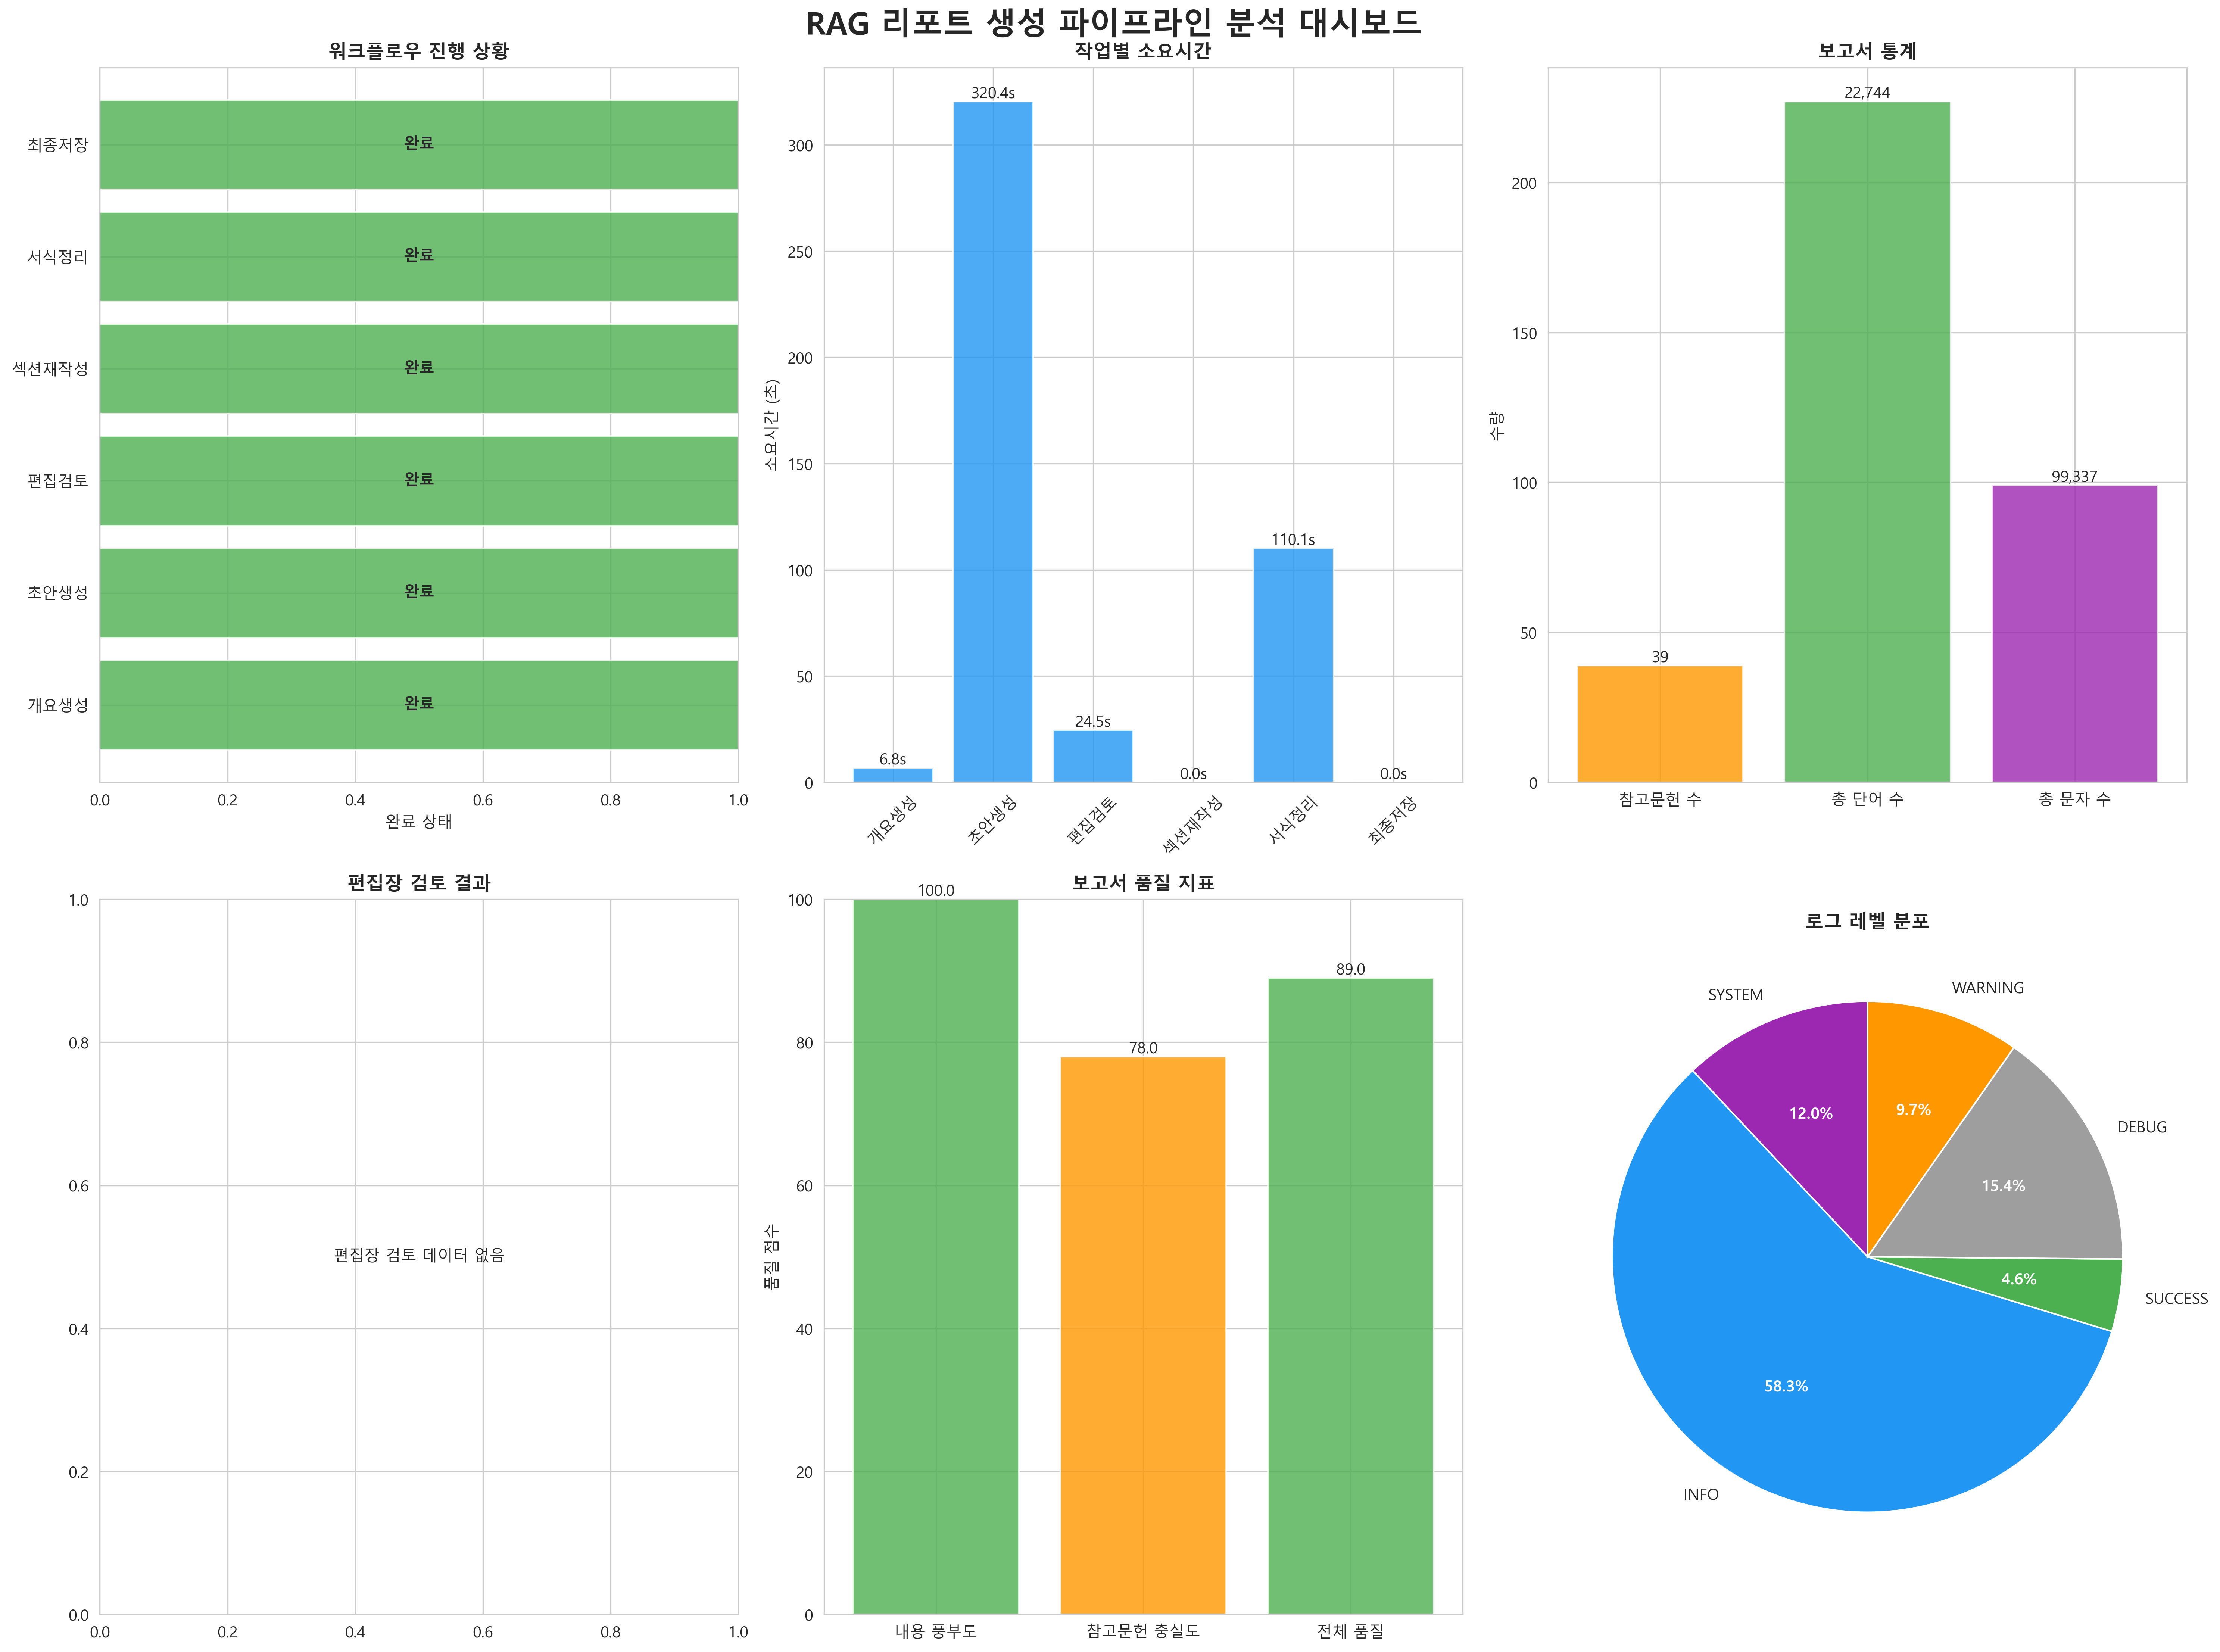 RAG 리포트 생성 파이프라인 분석 대시보드
워크플로우 진행 상황
최종저장
완료
서식정리
완료
섹션재작성
완료
편집검토
완료
초안생성
완료
개요생성
완료
0.0 0.2 0.4 0.6 0.8 1.0
완료 상태
작업별 소요시간
소요시간 (초)
300
250
200
150
100
50
0
6.8s
320.4s
24.5s
0.0s
110.1s
0.0s
개요생성
초안생성
편집검토
섹션재작성
서식정리
최종저장
보고서 통계
수량
200
150
100
50
0
39
22,744
99,337
참고문헌 수
총 단어 수
총 문자 수
편집장 검토 결과
1.0
0.8
0.6
0.4
0.2
0.0
편집장 검토 데이터 없음
0.0 0.2 0.4 0.6 0.8 1.0
보고서 품질 지표
품질 점수
100
80
60
40
20
0
100.0
78.0
89.0
내용 풍부도
참고문헌 충실도
전체 품질
로그 레벨 분포
SYSTEM
12.0%
WARNING
9.7%
DEBUG
15.4%
SUCCESS
4.6%
INFO
58.3%